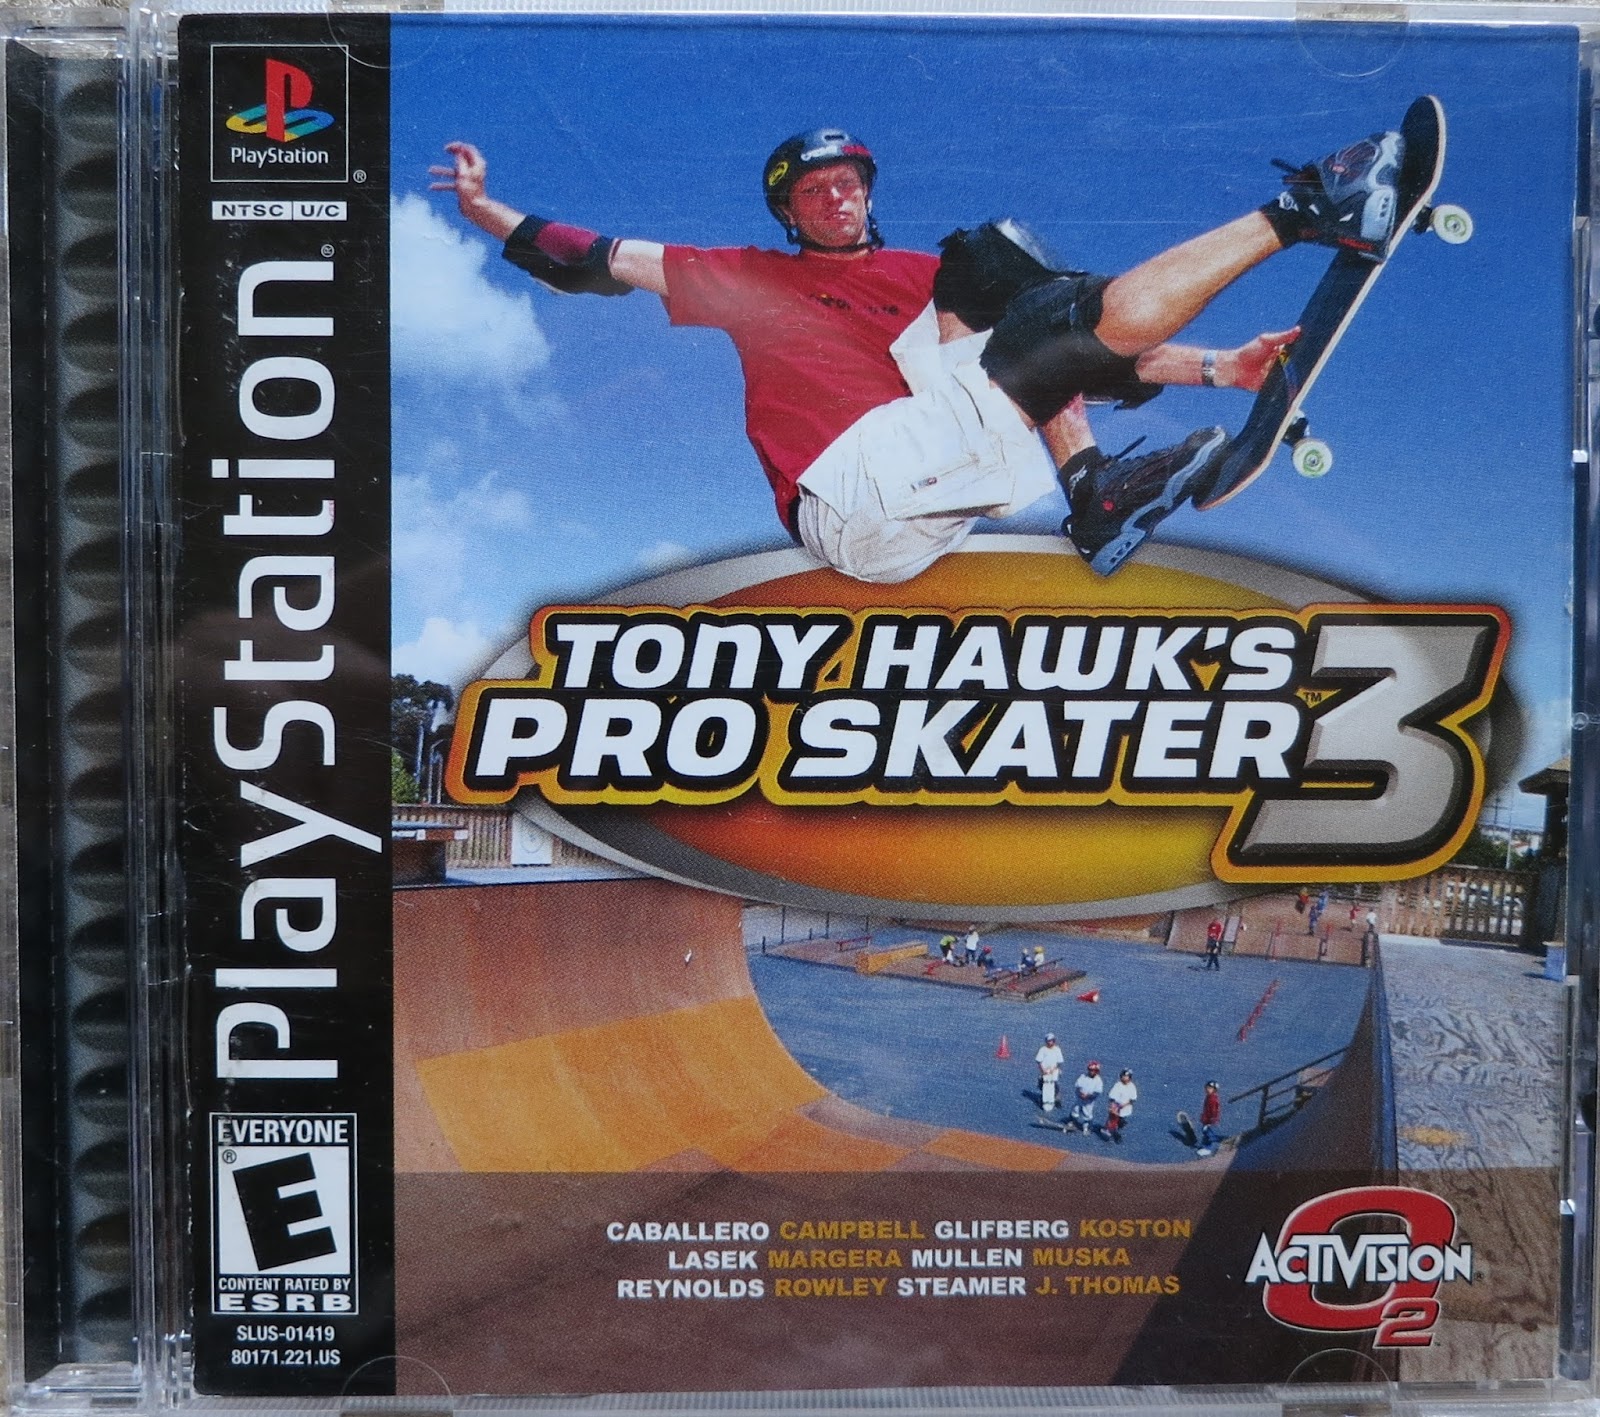 PlayStation
NTSC U/C
PlayStation
EVERYONE
E
CONTENT RATED BY
ESRB
SLUS-01419
80171.221.US
TONY HAWK'S
PRO SKATER 3
CABALLERO CAMPBELL GLIFBERG KOSTON
LASEK MARGERA MULLEN MUSKA
REYNOLDS ROWLEY STEAMER J. THOMAS
ACTIVISION
O2